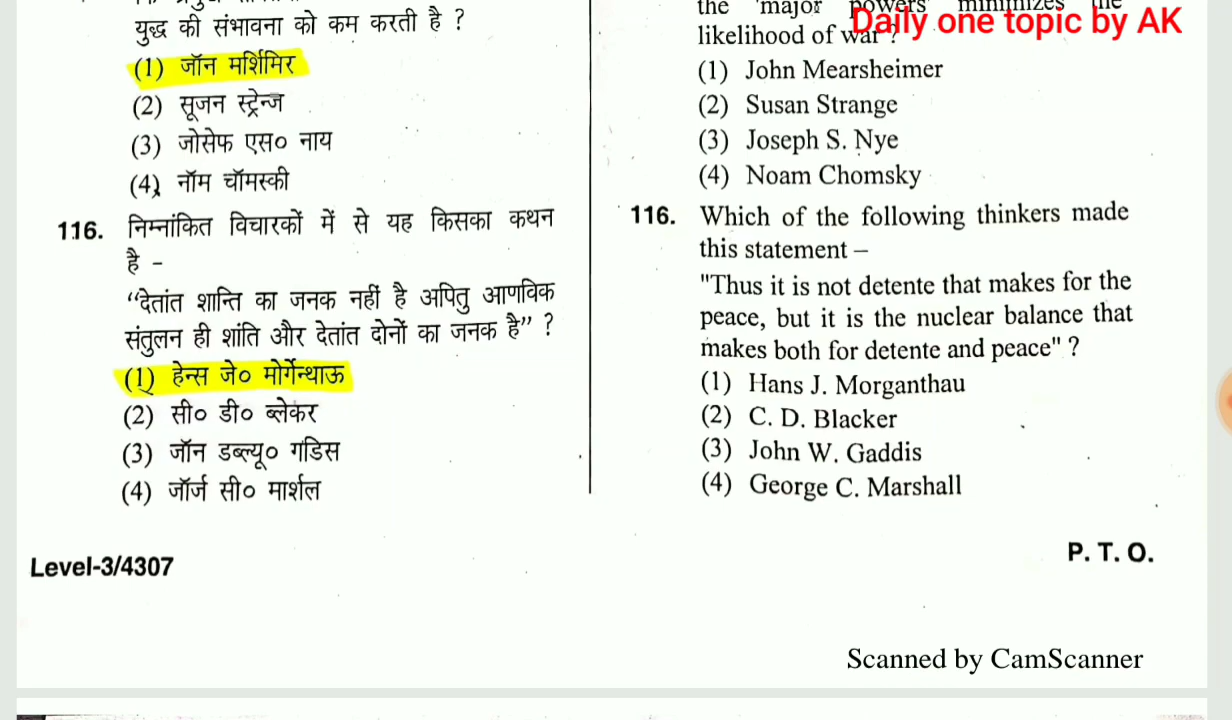 युद्ध की संभावना को कम करती है ?
(1) जॉन मर्शिमिर
(2) सूजन स्ट्रेन्ज
(3) जोसेफ एस० नाय
(4) नॉम चॉमस्की
116. निम्नांकित विचारकों में से यह किसका कथन
है –
“देतांत शान्ति का जनक नहीं है अपितु आणविक
संतुलन ही शांति और देतांत दोनों का जनक है” ?
(1) हेन्स जे० मोर्गेन्थाऊ
(2) सी० डी० ब्लेकर
(3) जॉन डब्ल्यू० गडिस
(4) जॉर्ज सी० मार्शल
Level-3/4307
the 'major powers' minimizes the
Daily one topic by AK
likelihood of war ?
(1) John Mearsheimer
(2) Susan Strange
(3) Joseph S. Nye
(4) Noam Chomsky
116. Which of the following thinkers made
this statement –
"Thus it is not detente that makes for the
peace, but it is the nuclear balance that
makes both for detente and peace" ?
(1) Hans J. Morganthau
(2) C. D. Blacker
(3) John W. Gaddis
(4) George C. Marshall
P. T. O.
Scanned by CamScanner